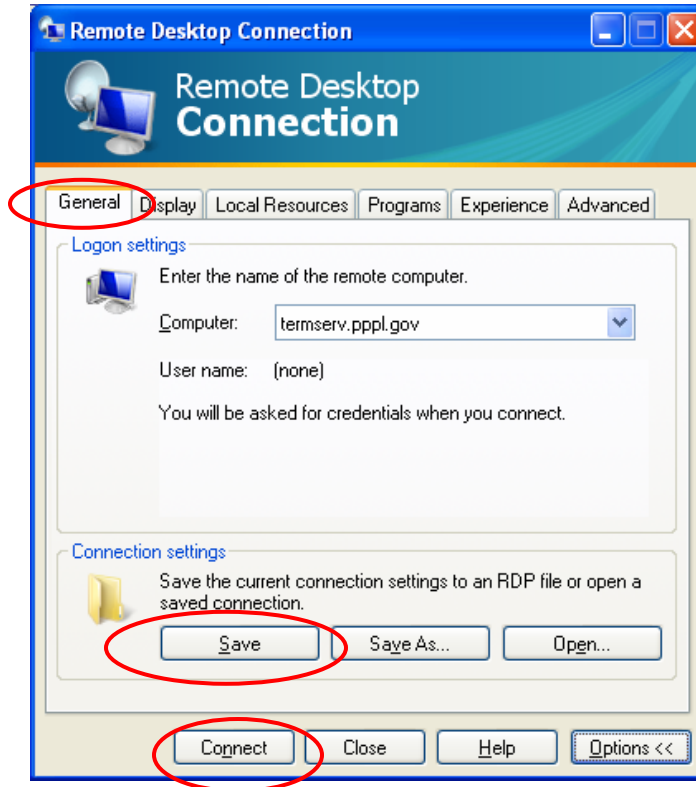 Remote Desktop Connection
Remote Desktop
Connection
General Display Local Resources Programs Experience Advanced
Logon settings
Enter the name of the remote computer.
Computer: termserv.pppl.gov
User name: (none)
You will be asked for credentials when you connect.
Connection settings
Save the current connection settings to an RDP file or open a
saved connection.
Save Save As... Open...
Connect Close Help Options <<